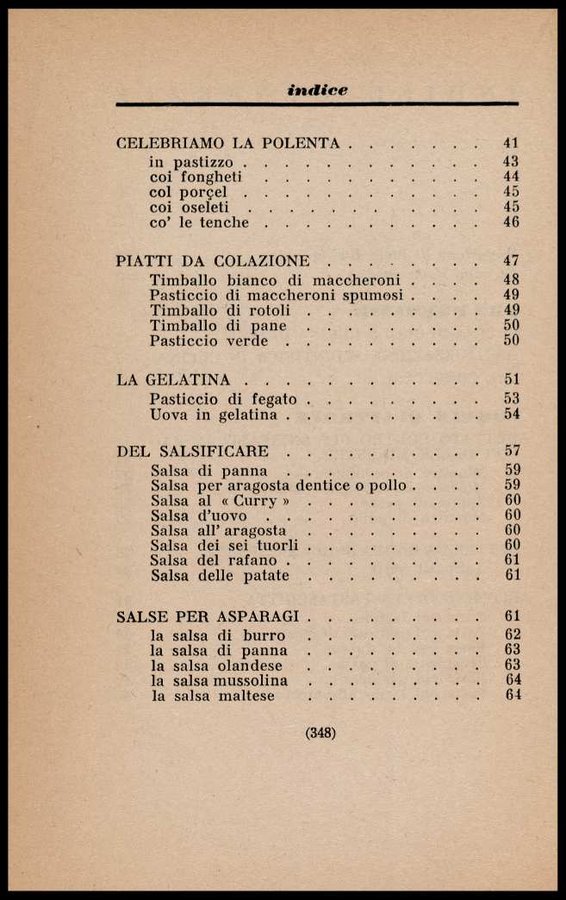 indice
CELEBRIAMO LA POLENTA . . . . . . . 41
in pastizzo . . . . . . . . . . . . 43
coi fongheti . . . . . . . . . . . 44
col porçel . . . . . . . . . . . . 45
coi oseleti . . . . . . . . . . . . 45
co' le tenche . . . . . . . . . . . 46
PIATTI DA COLAZIONE . . . . . . . . 47
Timballo bianco di maccheroni . . . . 48
Pasticcio di maccheroni spumosi . . . . 49
Timballo di rotoli . . . . . . . . . 49
Timballo di pane . . . . . . . . . 50
Pasticcio verde . . . . . . . . . . 50
LA GELATINA . . . . . . . . . . . . 51
Pasticcio di fegato . . . . . . . . . 53
Uova in gelatina . . . . . . . . . . 54
DEL SALSIFICARE . . . . . . . . . . 57
Salsa di panna . . . . . . . . . . 59
Salsa per aragosta dentice o pollo . . . . 59
Salsa al « Curry » . . . . . . . . . 60
Salsa d'uovo . . . . . . . . . . . 60
Salsa all' aragosta . . . . . . . . . 60
Salsa dei sei tuorli . . . . . . . . . 60
Salsa del rafano . . . . . . . . . . 61
Salsa delle patate . . . . . . . . . 61
SALSE PER ASPARAGI . . . . . . . . . 61
la salsa di burro . . . . . . . . . 62
la salsa di panna . . . . . . . . . 63
la salsa olandese . . . . . . . . . 63
la salsa mussolina . . . . . . . . . 64
la salsa maltese . . . . . . . . . 64
(348)